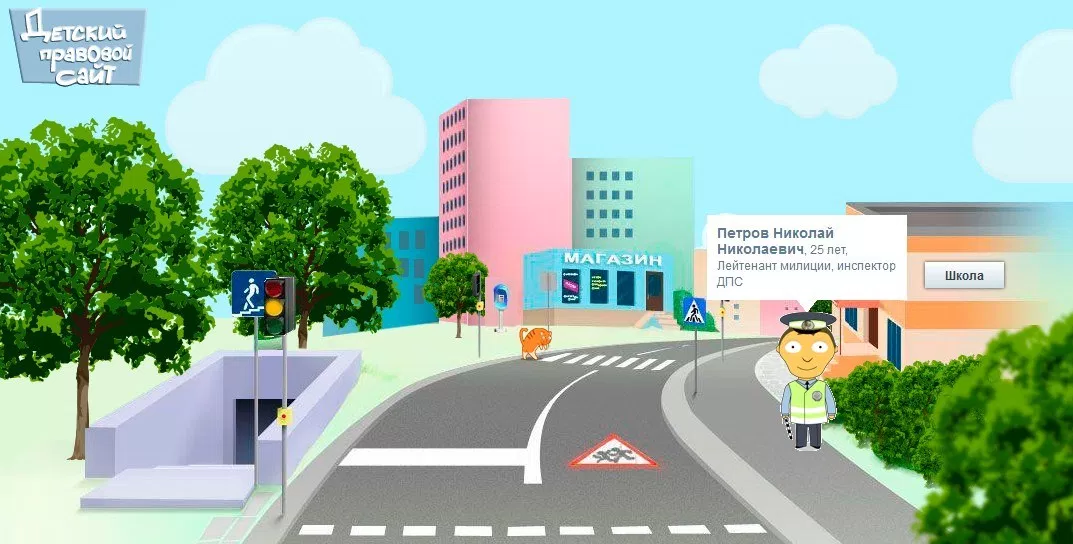 Детский
правовой
сайт
МАГАЗИН
Петров Николай
Николаевич, 25 лет,
Лейтенант милиции, инспектор
ДПС
Школа